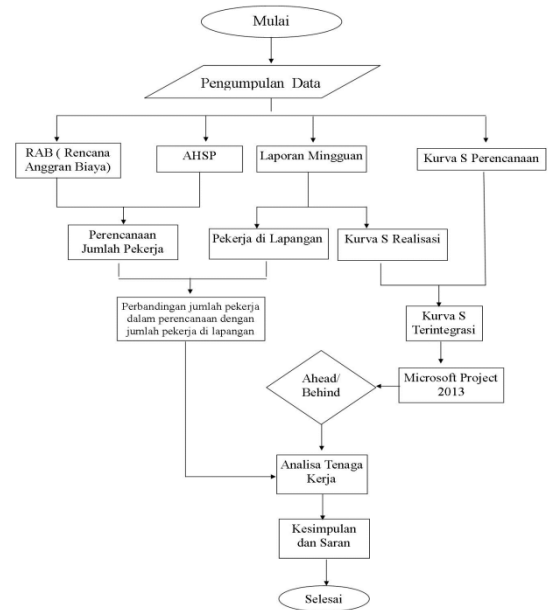 Mulai
Pengumpulan Data
RAB ( Rencana
Anggran Biaya)
AHSP
Laporan Mingguan
Kurva S Perencanaan
Perencanaan
Jumlah Pekerja
Pekerja di Lapangan
Kurva S Realisasi
Perbandingan jumlah pekerja
dalam perencanaan dengan
jumlah pekerja di lapangan
Kurva S
Terintegrasi
Ahead/
Behind
Microsoft Project
2013
Analisa Tenaga
Kerja
Kesimpulan
dan Saran
Selesai